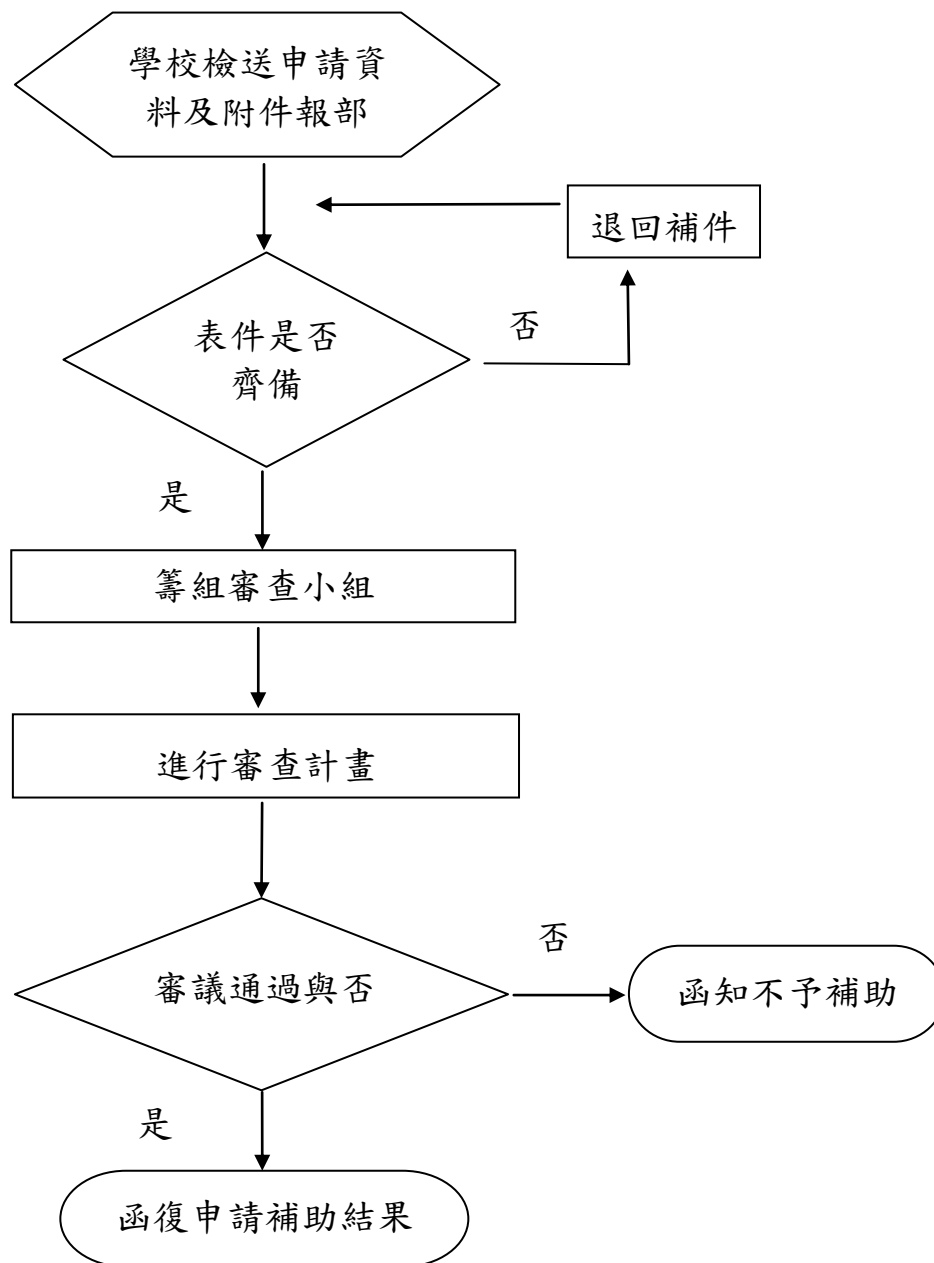 學校檢送申請資
料及附件報部
退回補件
表件是否
齊備
否
是
籌組審查小組
進行審查計畫
審議通過與否
否
函知不予補助
是
函復申請補助結果